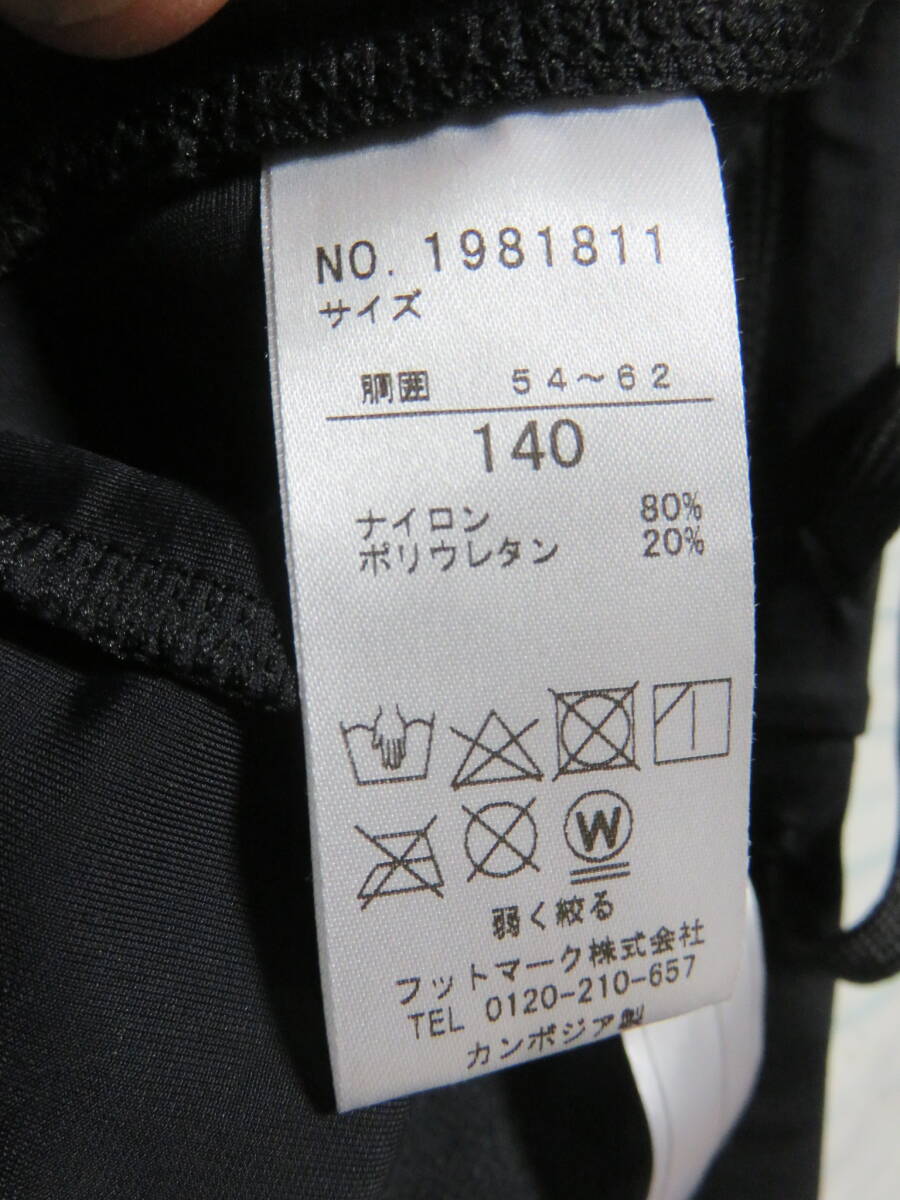 NO. 1981811
サイズ
胴囲 54～62
140
ナイロン 80%
ポリウレタン 20%
W
弱く絞る
フットマーク株式会社
TEL 0120-210-657
カンボジア製